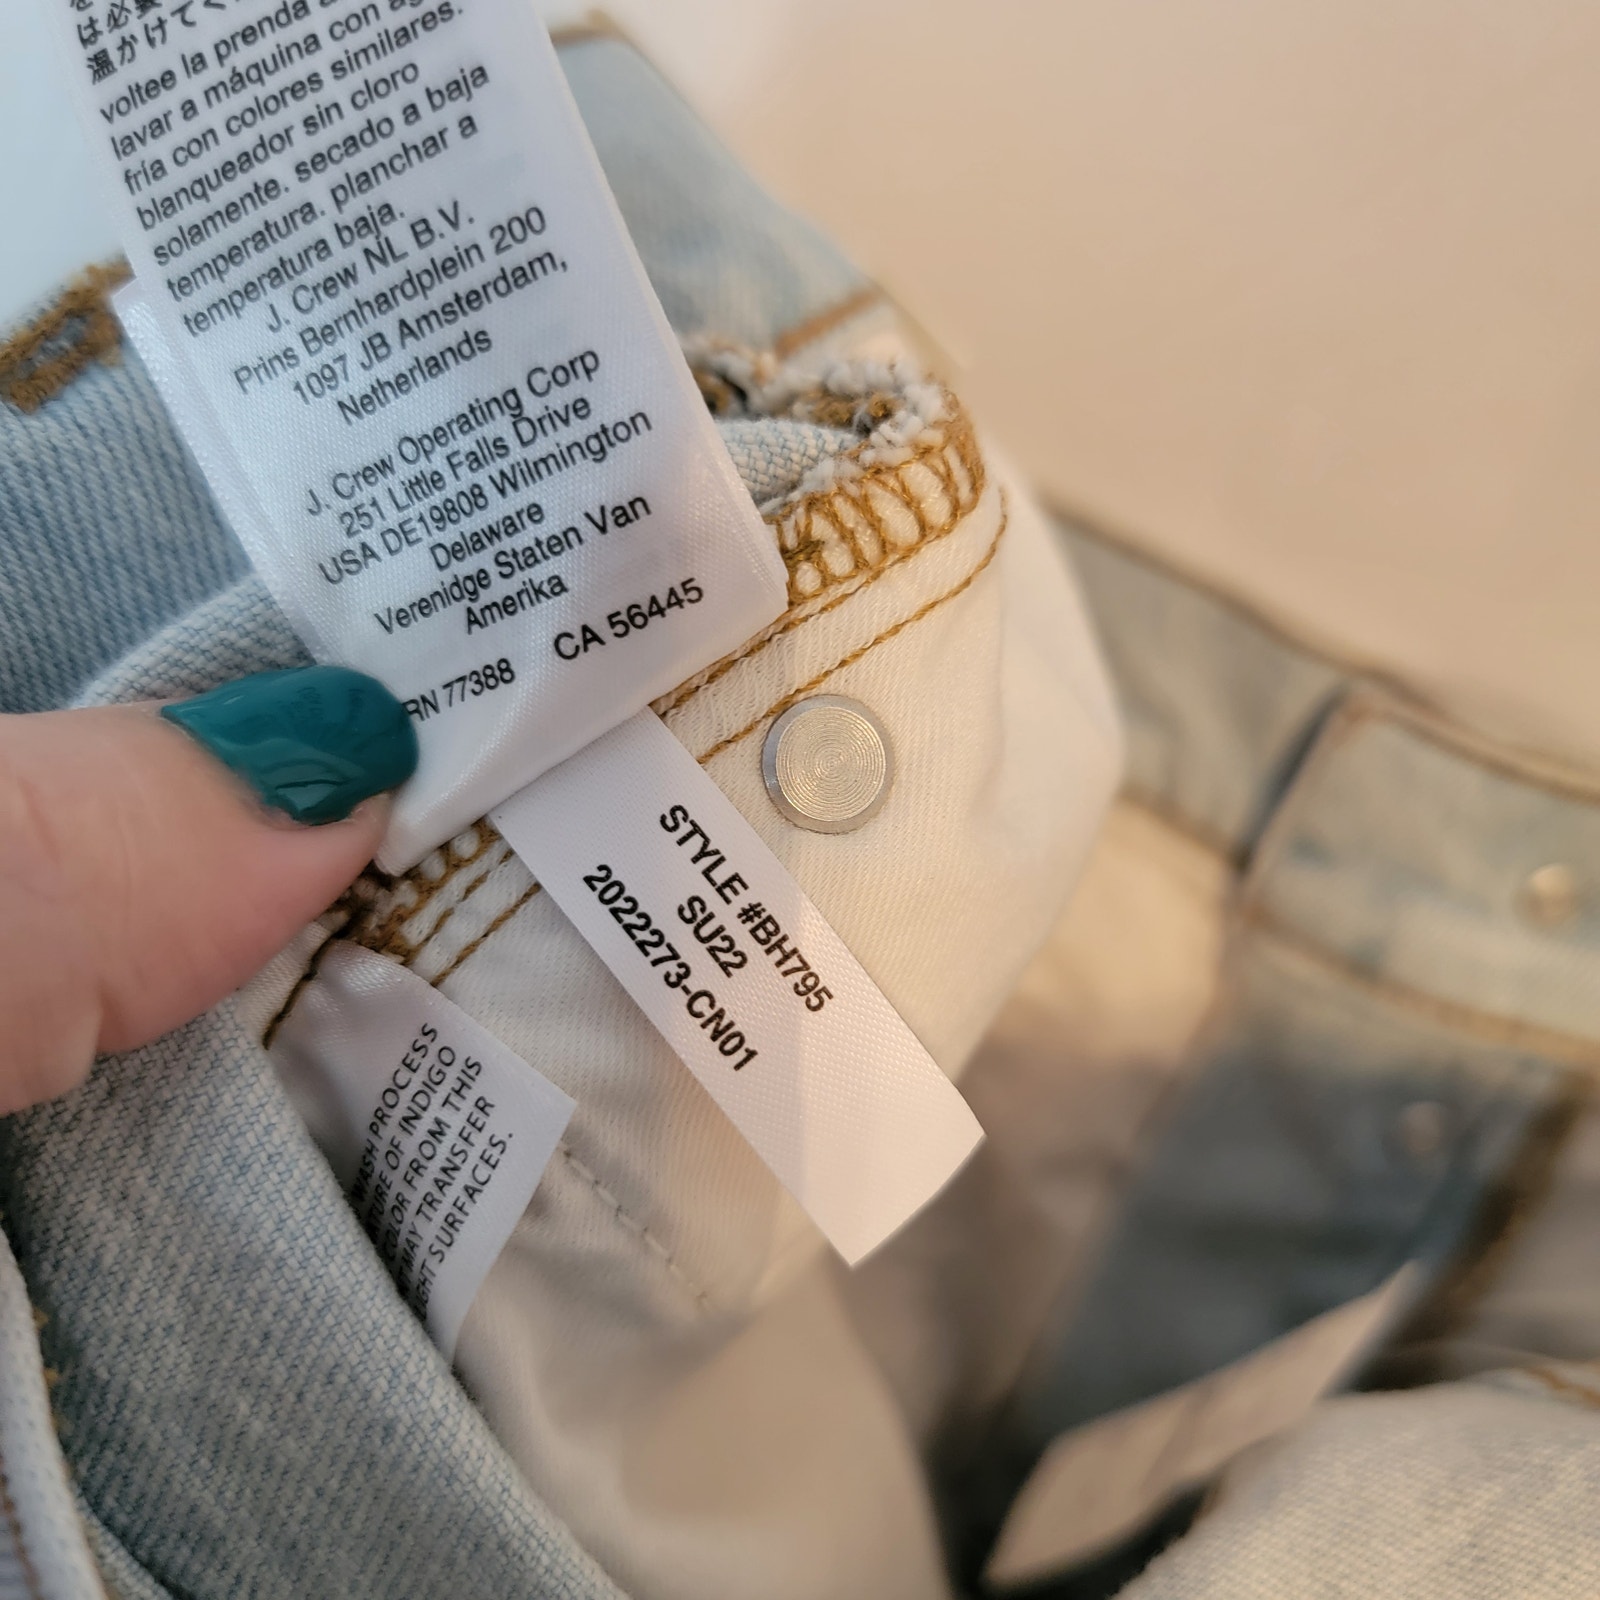 は必要
温かけてく
voltee la prenda a
lavar a máquina con ag
fría con colores similares.
blanqueador sin cloro
solamente. secado a baja
temperatura. planchar a
temperatura baja.
J. Crew NL B.V.
Prins Bernhardplein 200
1097 JB Amsterdam,
Netherlands
J. Crew Operating Corp
251 Little Falls Drive
USA DE19808 Wilmington
Delaware
Verenidge Staten Van
Amerika
RN 77388 CA 56445
STYLE #BH795
SU22
2022273-CN01
WASH PROCESS
TURE OF INDIGO
COLOR FROM THIS
MAY TRANSFER
LIGHT SURFACES.